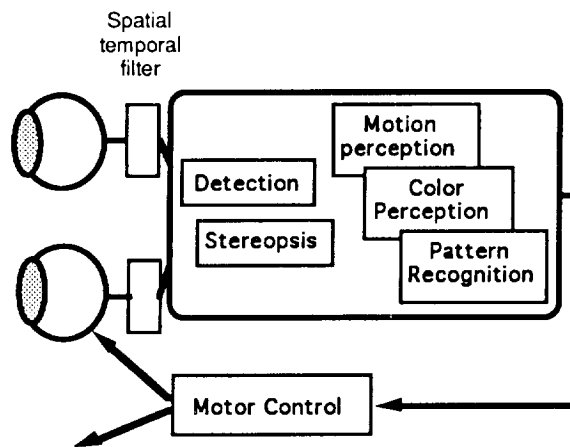 Spatial
temporal
filter
Motion
perception
Detection
Color
Perception
Stereopsis
Pattern
Recognition
Motor Control